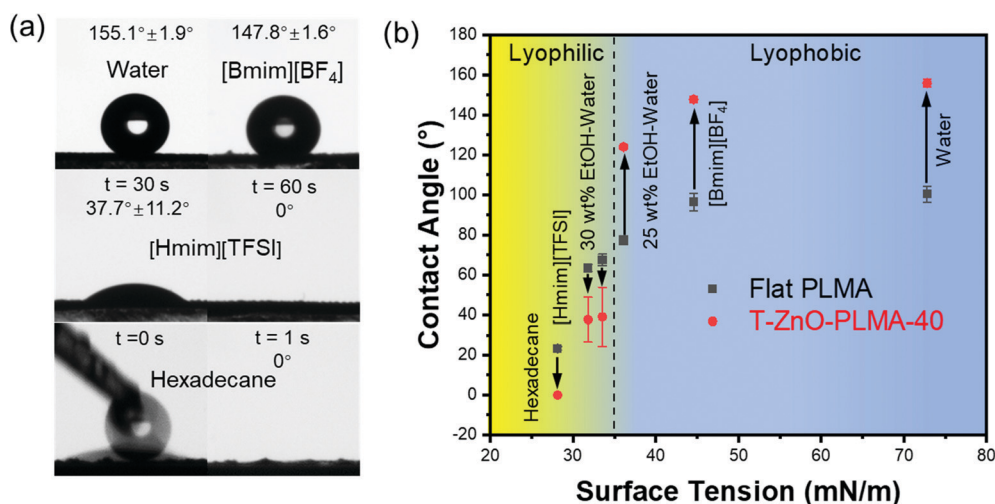 (a)
155.1°±1.9°
147.8°±1.6°
Water
[Bmim][BF4]
t = 30 s
t = 60 s
37.7°±11.2°
0°
[Hmim][TFSI]
t =0 s
t = 1 s
0°
Hexadecane
(b)
Contact Angle (°)
180
160
140
120
100
80
60
40
20
0
-20
Lyophilic
Lyophobic
Hexadecane
[Hmim][TFSI]
30 wt% EtOH-Water
25 wt% EtOH-Water
[Bmim][BF4]
Water
Flat PLMA
T-ZnO-PLMA-40
20
30
40
50
60
70
80
Surface Tension (mN/m)